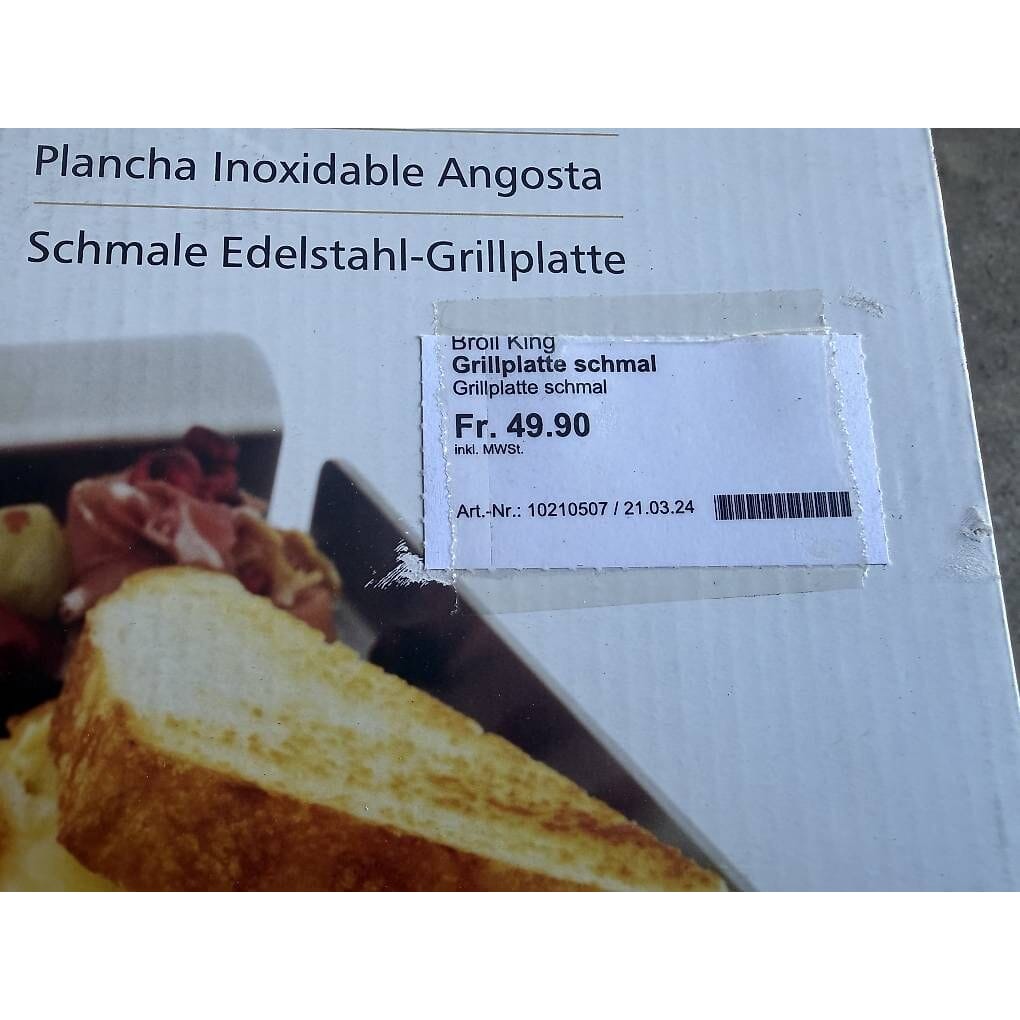 Plancha Inoxidable Angosta
Schmale Edelstahl-Grillplatte
Broil King
Grillplatte schmal
Grillplatte schmal
Fr. 49.90
inkl. MWSt.
Art.-Nr.: 10210507 / 21.03.24